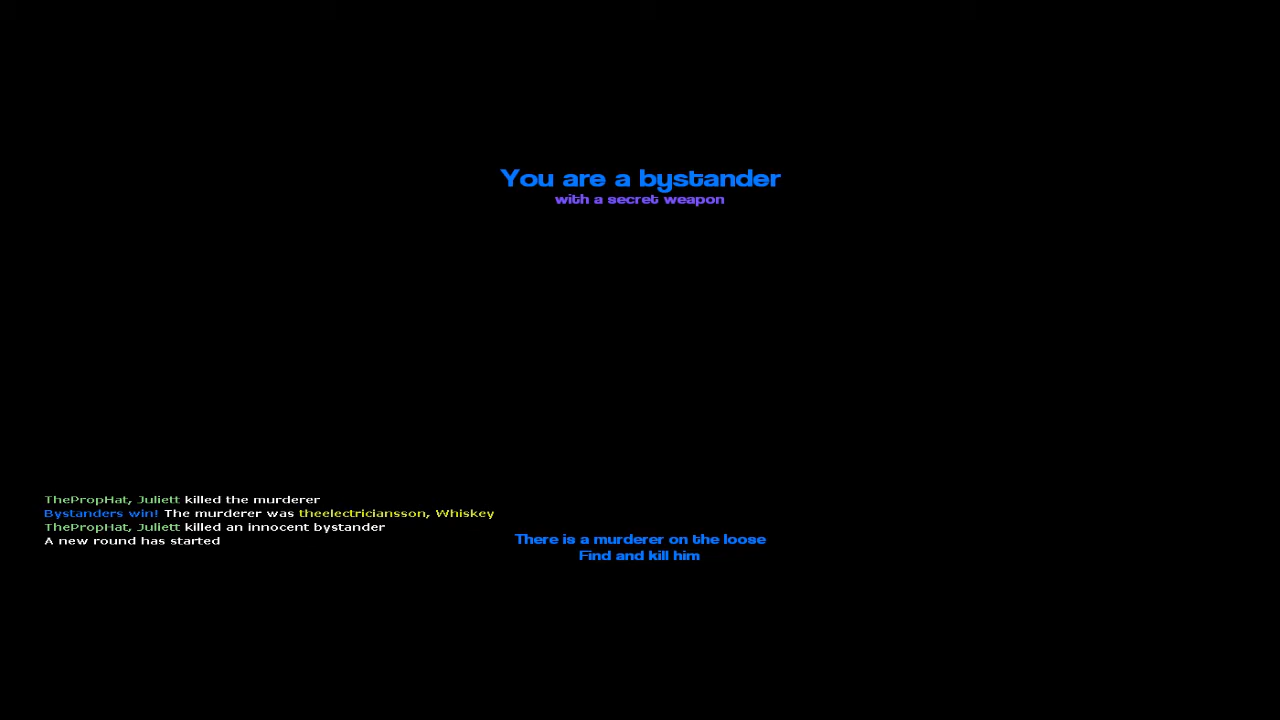 You are a bystander
with a secret weapon
ThePropHat, Juliett killed the murderer
Bystanders win! The murderer was theelectriciansson, Whiskey
ThePropHat, Juliett killed an innocent bystander
A new round has started
There is a murderer on the loose
Find and kill him